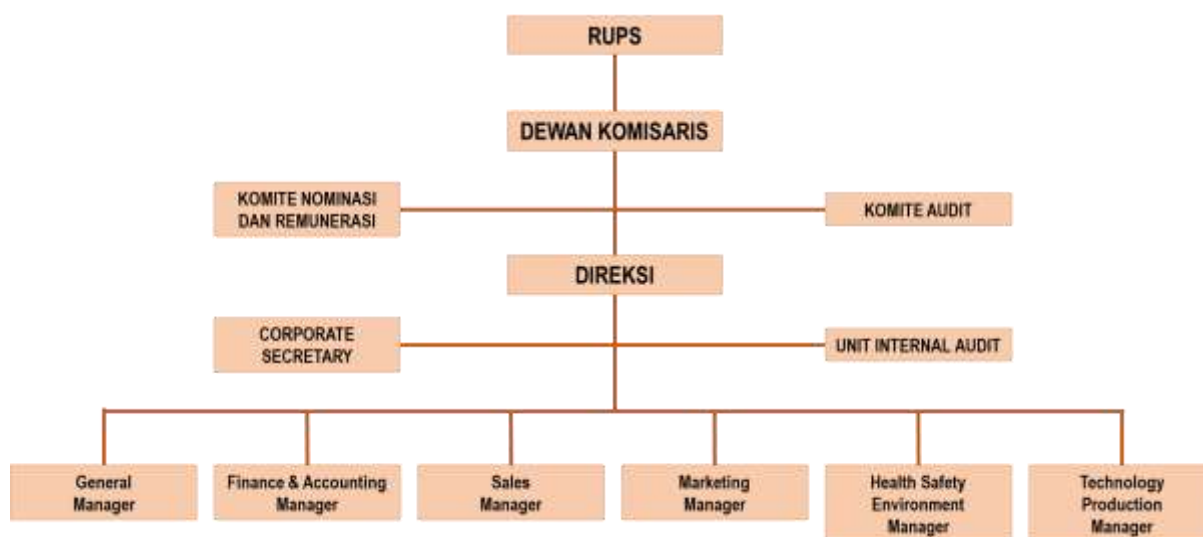 RUPS
DEWAN KOMISARIS
KOMITE NOMINASI
DAN REMUNERASI
KOMITE AUDIT
DIREKSI
CORPORATE
SECRETARY
UNIT INTERNAL AUDIT
General
Manager
Finance & Accounting
Manager
Sales
Manager
Marketing
Manager
Health Safety
Environment
Manager
Technology
Production
Manager